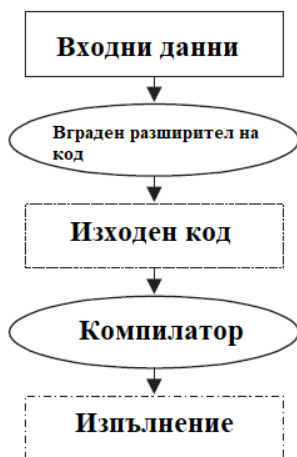 Входни данни
Вграден разширител на
код
Изходен код
Компилатор
Изпълнение